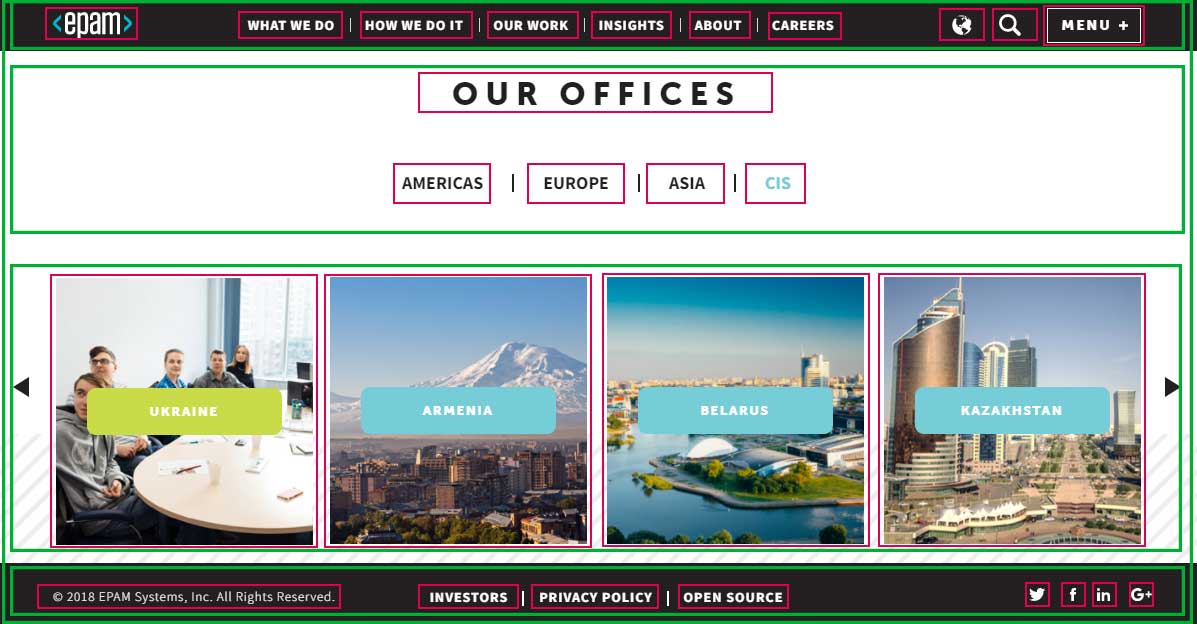 <epam>
WHAT WE DO | HOW WE DO IT | OUR WORK | INSIGHTS | ABOUT | CAREERS
MENU +
OUR OFFICES
AMERICAS | EUROPE | ASIA | CIS
UKRAINE
ARMENIA
BELARUS
KAZAKHSTAN
© 2018 EPAM Systems, Inc. All Rights Reserved.
INVESTORS | PRIVACY POLICY | OPEN SOURCE
f
in
G+